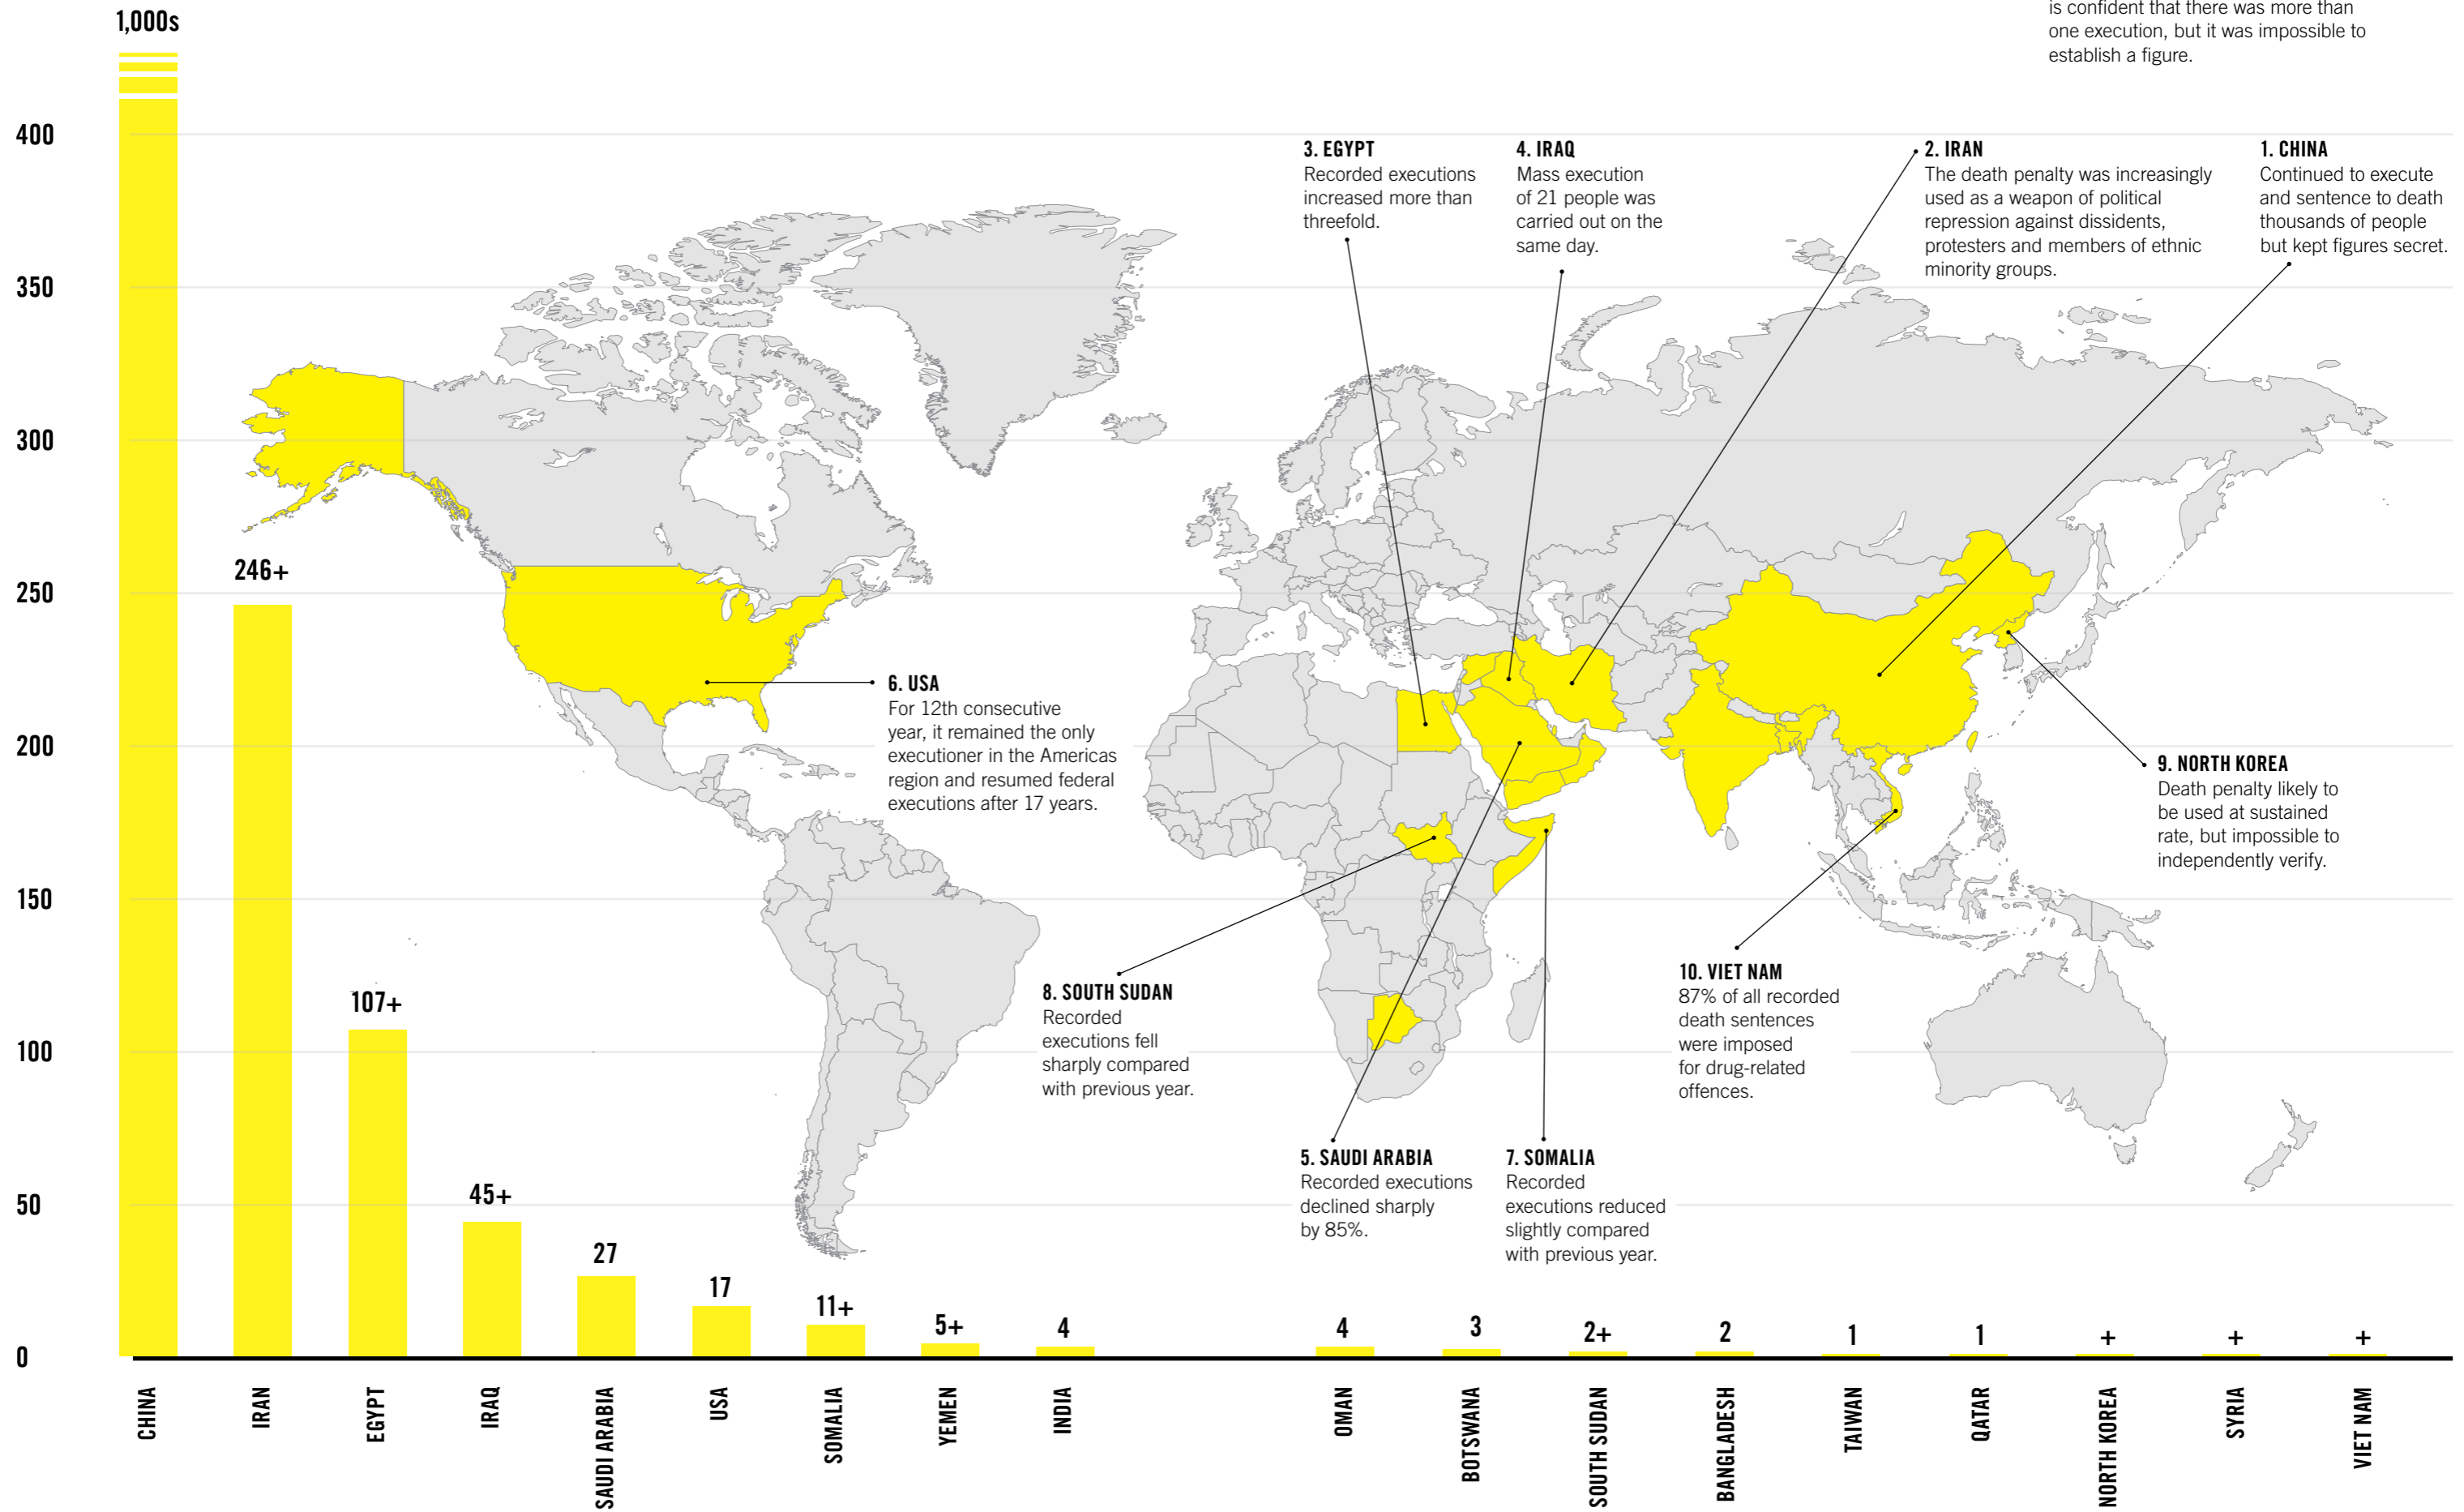 is confident that there was more than
one execution, but it was impossible to
establish a figure.
1,000s
400
350
300
250
200
150
100
50
0
246+
107+
45+
27
17
11+
5+
4
4
3
2+
2
1
1
+
+
+
CHINA
IRAN
EGYPT
IRAQ
SAUDI ARABIA
USA
SOMALIA
YEMEN
INDIA
OMAN
BOTSWANA
SOUTH SUDAN
BANGLADESH
TAIWAN
QATAR
NORTH KOREA
SYRIA
VIET NAM
3. EGYPT
Recorded executions
increased more than
threefold.
4. IRAQ
Mass execution
of 21 people was
carried out on the
same day.
2. IRAN
The death penalty was increasingly
used as a weapon of political
repression against dissidents,
protesters and members of ethnic
minority groups.
1. CHINA
Continued to execute
and sentence to death
thousands of people
but kept figures secret.
6. USA
For 12th consecutive
year, it remained the only
executioner in the Americas
region and resumed federal
executions after 17 years.
9. NORTH KOREA
Death penalty likely to
be used at sustained
rate, but impossible to
independently verify.
8. SOUTH SUDAN
Recorded
executions fell
sharply compared
with previous year.
10. VIET NAM
87% of all recorded
death sentences
were imposed
for drug-related
offences.
5. SAUDI ARABIA
Recorded executions
declined sharply
by 85%.
7. SOMALIA
Recorded
executions reduced
slightly compared
with previous year.